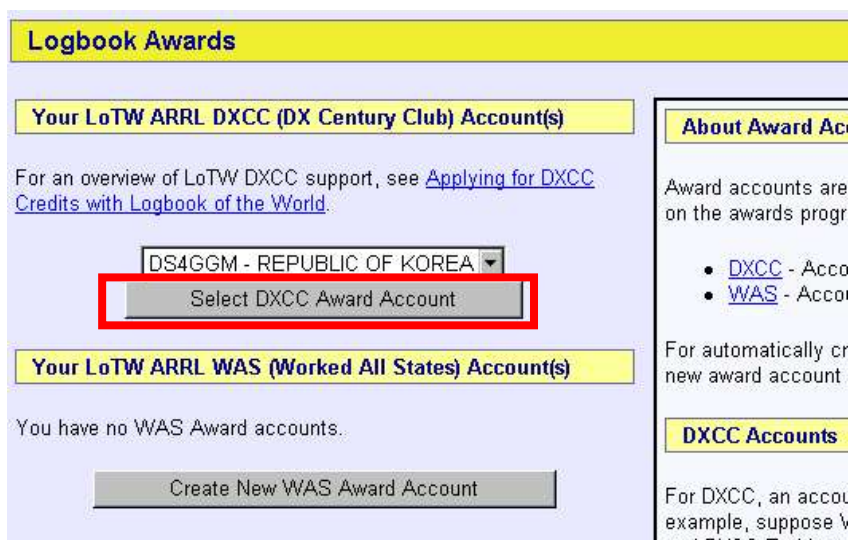 Logbook Awards
Your LoTW ARRL DXCC (DX Century Club) Account(s)
For an overview of LoTW DXCC support, see Applying for DXCC
Credits with Logbook of the World.
DS4GGM - REPUBLIC OF KOREA
Select DXCC Award Account
Your LoTW ARRL WAS (Worked All States) Account(s)
You have no WAS Award accounts.
Create New WAS Award Account
About Award Acc
Award accounts are
on the awards progr
• DXCC - Acco
• WAS - Accou
For automatically cr
new award account
DXCC Accounts
For DXCC, an accou
example, suppose